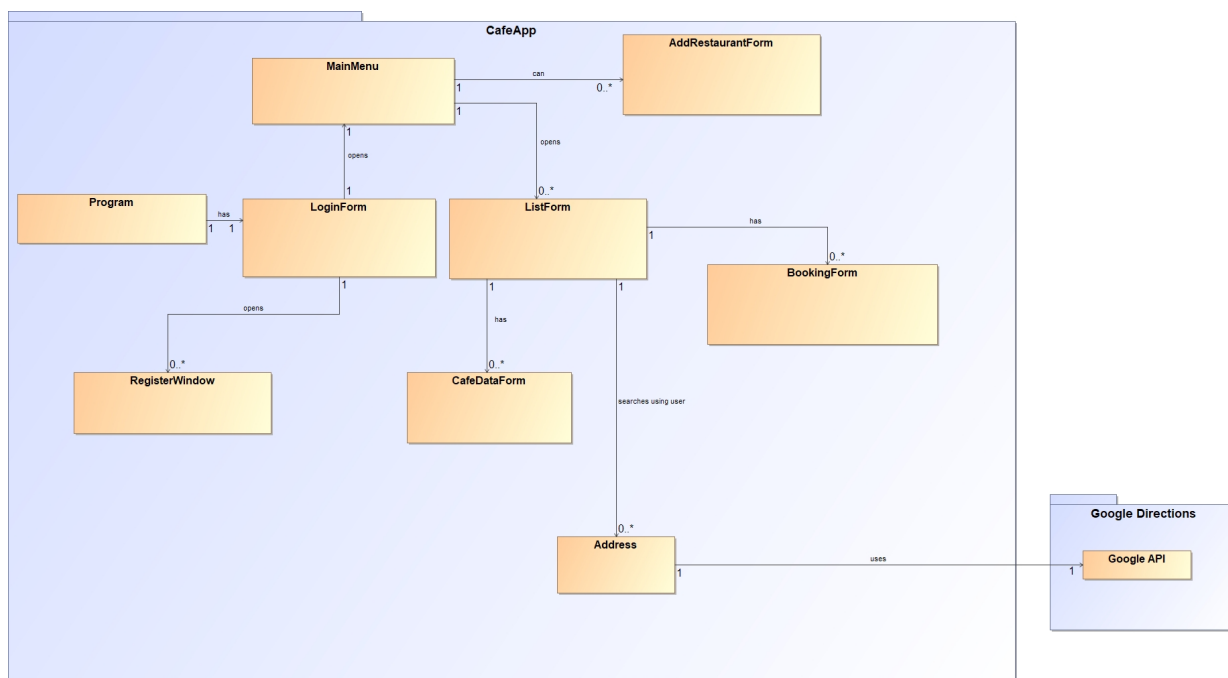 CafeApp
AddRestaurantForm
MainMenu
can
1
0..*
1
1
opens
opens
1
0..*
Program
LoginForm
ListForm
has
1
1
has
1
0..*
BookingForm
1
1
1
opens
has
0..*
0..*
RegisterWindow
CafeDataForm
searches using user
0..*
Google Directions
Address
Google API
uses
1
1